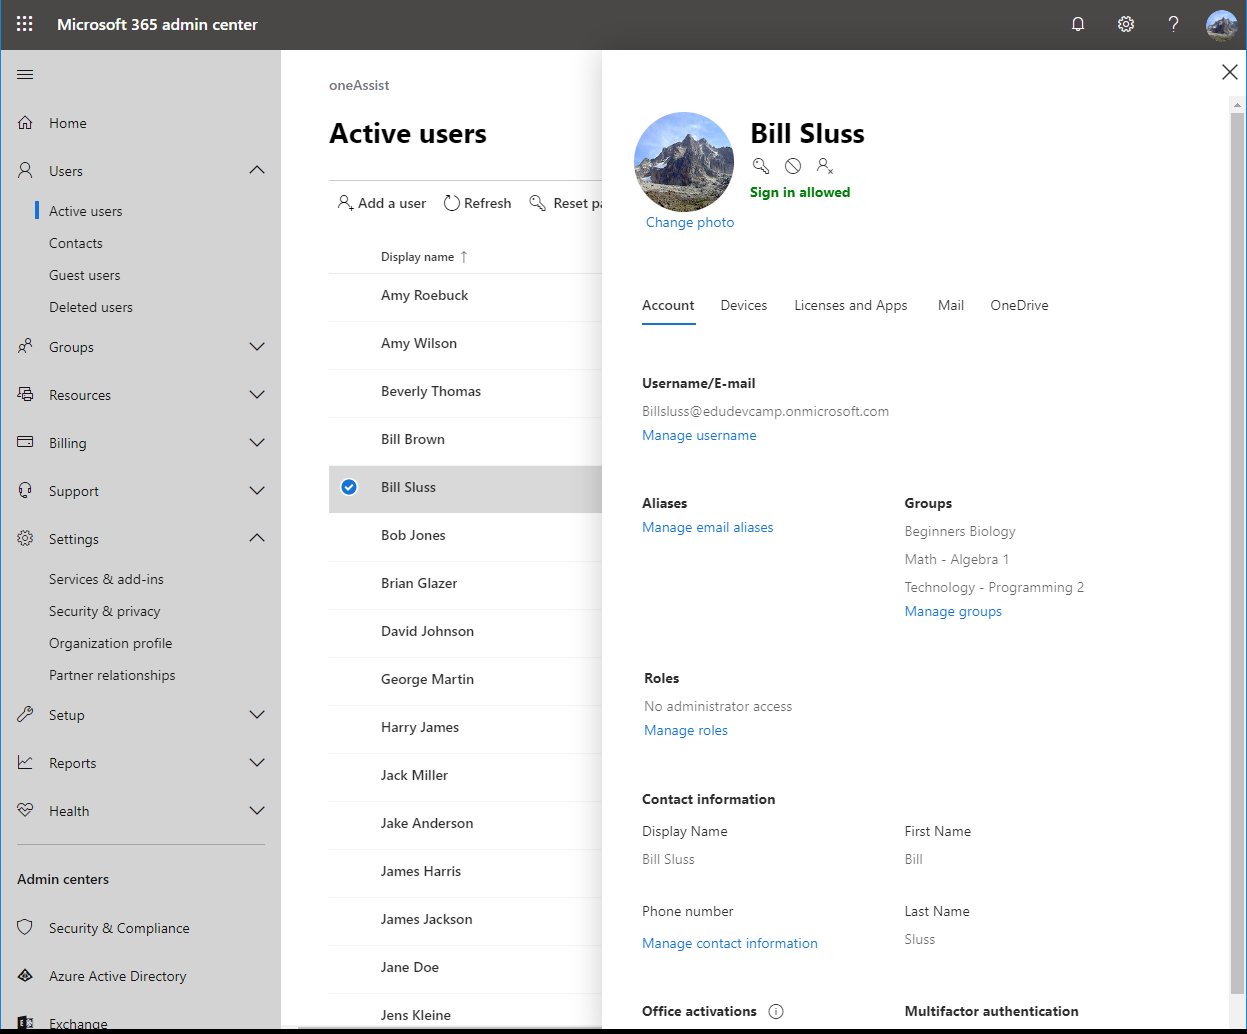 Microsoft 365 admin center
Home
Users
Active users
Contacts
Guest users
Deleted users
Groups
Resources
Billing
Support
Settings
Services & add-ins
Security & privacy
Organization profile
Partner relationships
Setup
Reports
Health
Admin centers
Security & Compliance
Azure Active Directory
Exchange
oneAssist
Active users
Add a user Refresh Reset pa
Display name ↑
Amy Roebuck
Amy Wilson
Beverly Thomas
Bill Brown
Bill Sluss
Bob Jones
Brian Glazer
David Johnson
George Martin
Harry James
Jack Miller
Jake Anderson
James Harris
James Jackson
Jane Doe
Jens Kleine
Bill Sluss
Sign in allowed
Change photo
Account Devices Licenses and Apps Mail OneDrive
Username/E-mail
Billsluss@edudevcamp.onmicrosoft.com
Manage username
Aliases
Manage email aliases
Groups
Beginners Biology
Math - Algebra 1
Technology - Programming 2
Manage groups
Roles
No administrator access
Manage roles
Contact information
Display Name
Bill Sluss
First Name
Bill
Phone number
Manage contact information
Last Name
Sluss
Office activations
Multifactor authentication